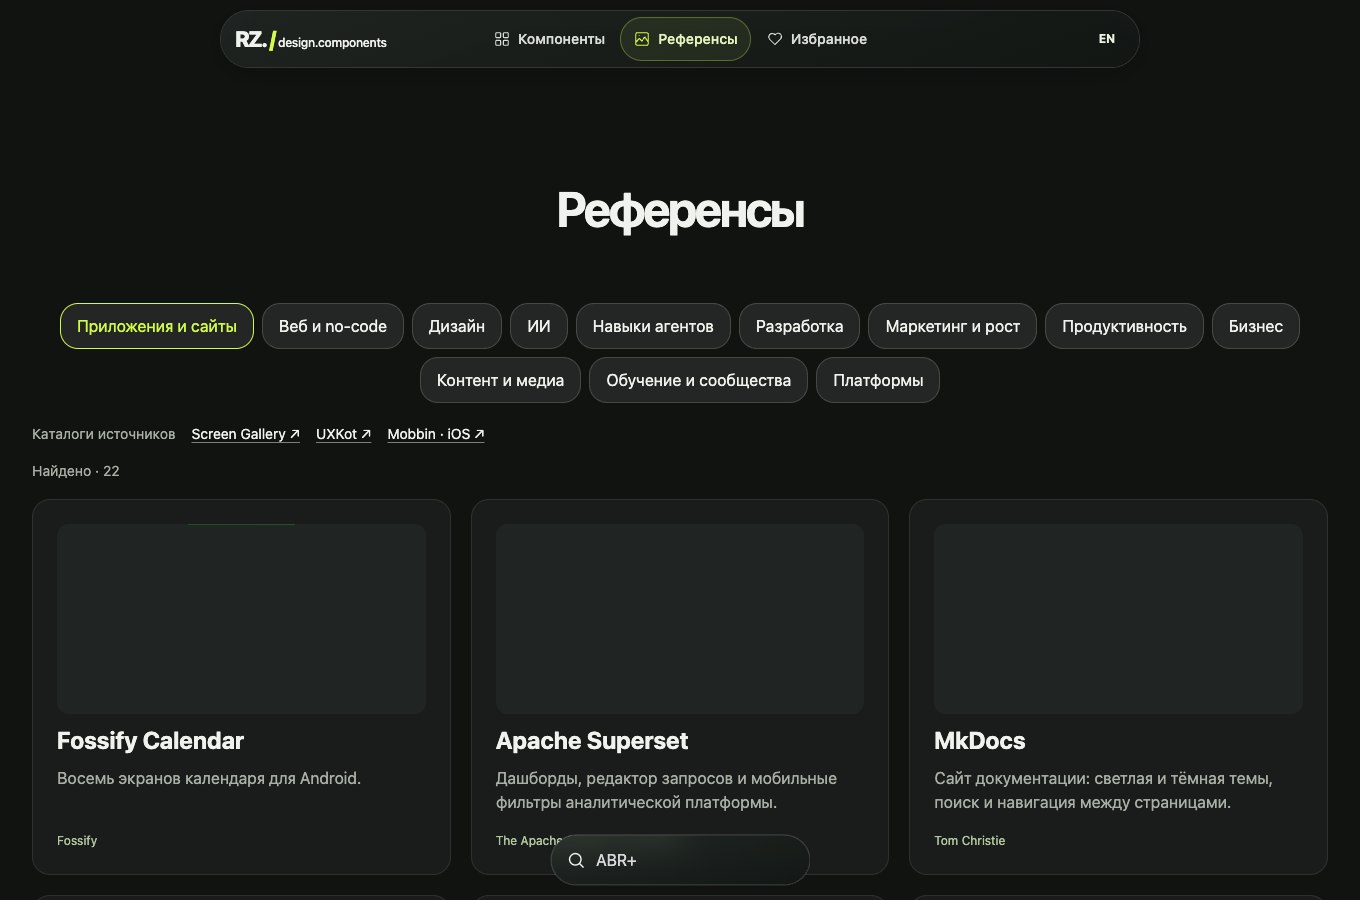 RZ./design.components
Компоненты
Референсы
Избранное
EN
Референсы
Приложения и сайты
Веб и no-code
Дизайн
ИИ
Навыки агентов
Разработка
Маркетинг и рост
Продуктивность
Бизнес
Контент и медиа
Обучение и сообщества
Платформы
Каталоги источников Screen Gallery ↗ UXKot ↗ Mobbin · iOS ↗
Найдено · 22
Fossify Calendar
Восемь экранов календаря для Android.
Fossify
Apache Superset
Дашборды, редактор запросов и мобильные
фильтры аналитической платформы.
The Apache
MkDocs
Сайт документации: светлая и тёмная темы,
поиск и навигация между страницами.
Tom Christie
ABR+